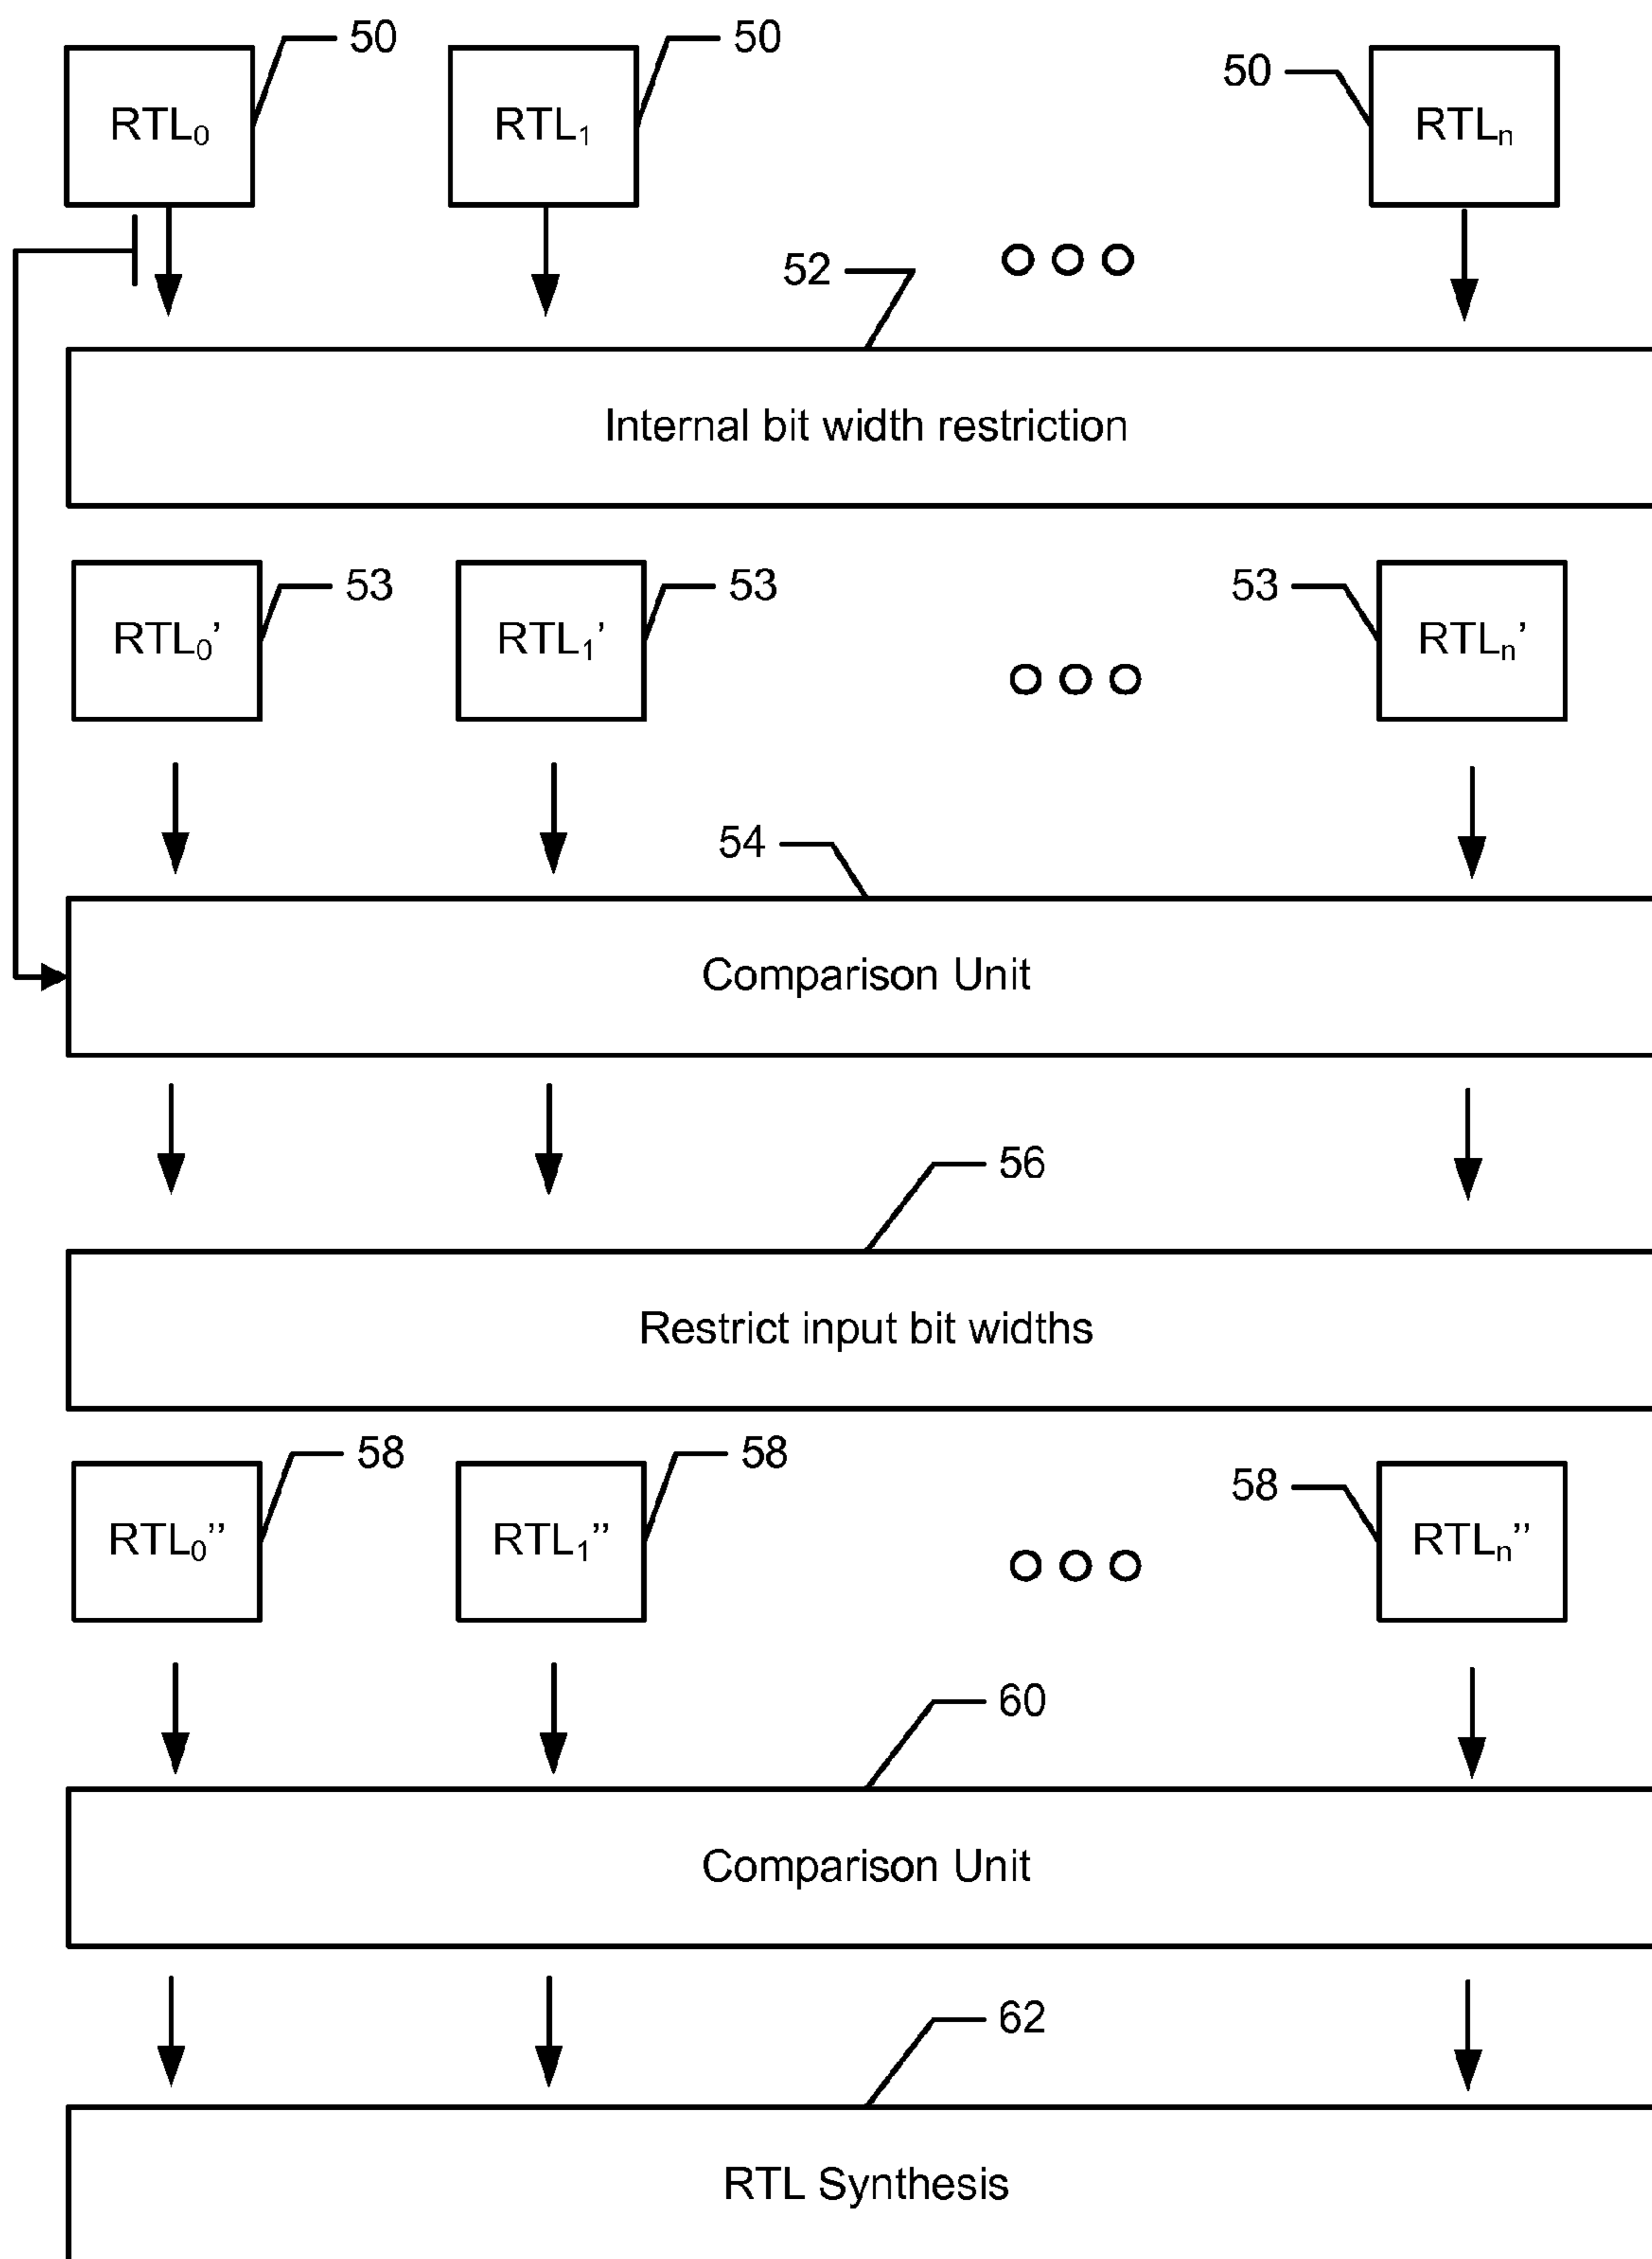 50
50
50
RTL₀
RTL₁
RTLₙ
52
Internal bit width restriction
53
53
53
RTL₀’
RTL₁’
RTLₙ’
54
Comparison Unit
56
Restrict input bit widths
58
58
58
RTL₀’’
RTL₁’’
RTLₙ’’
60
Comparison Unit
62
RTL Synthesis